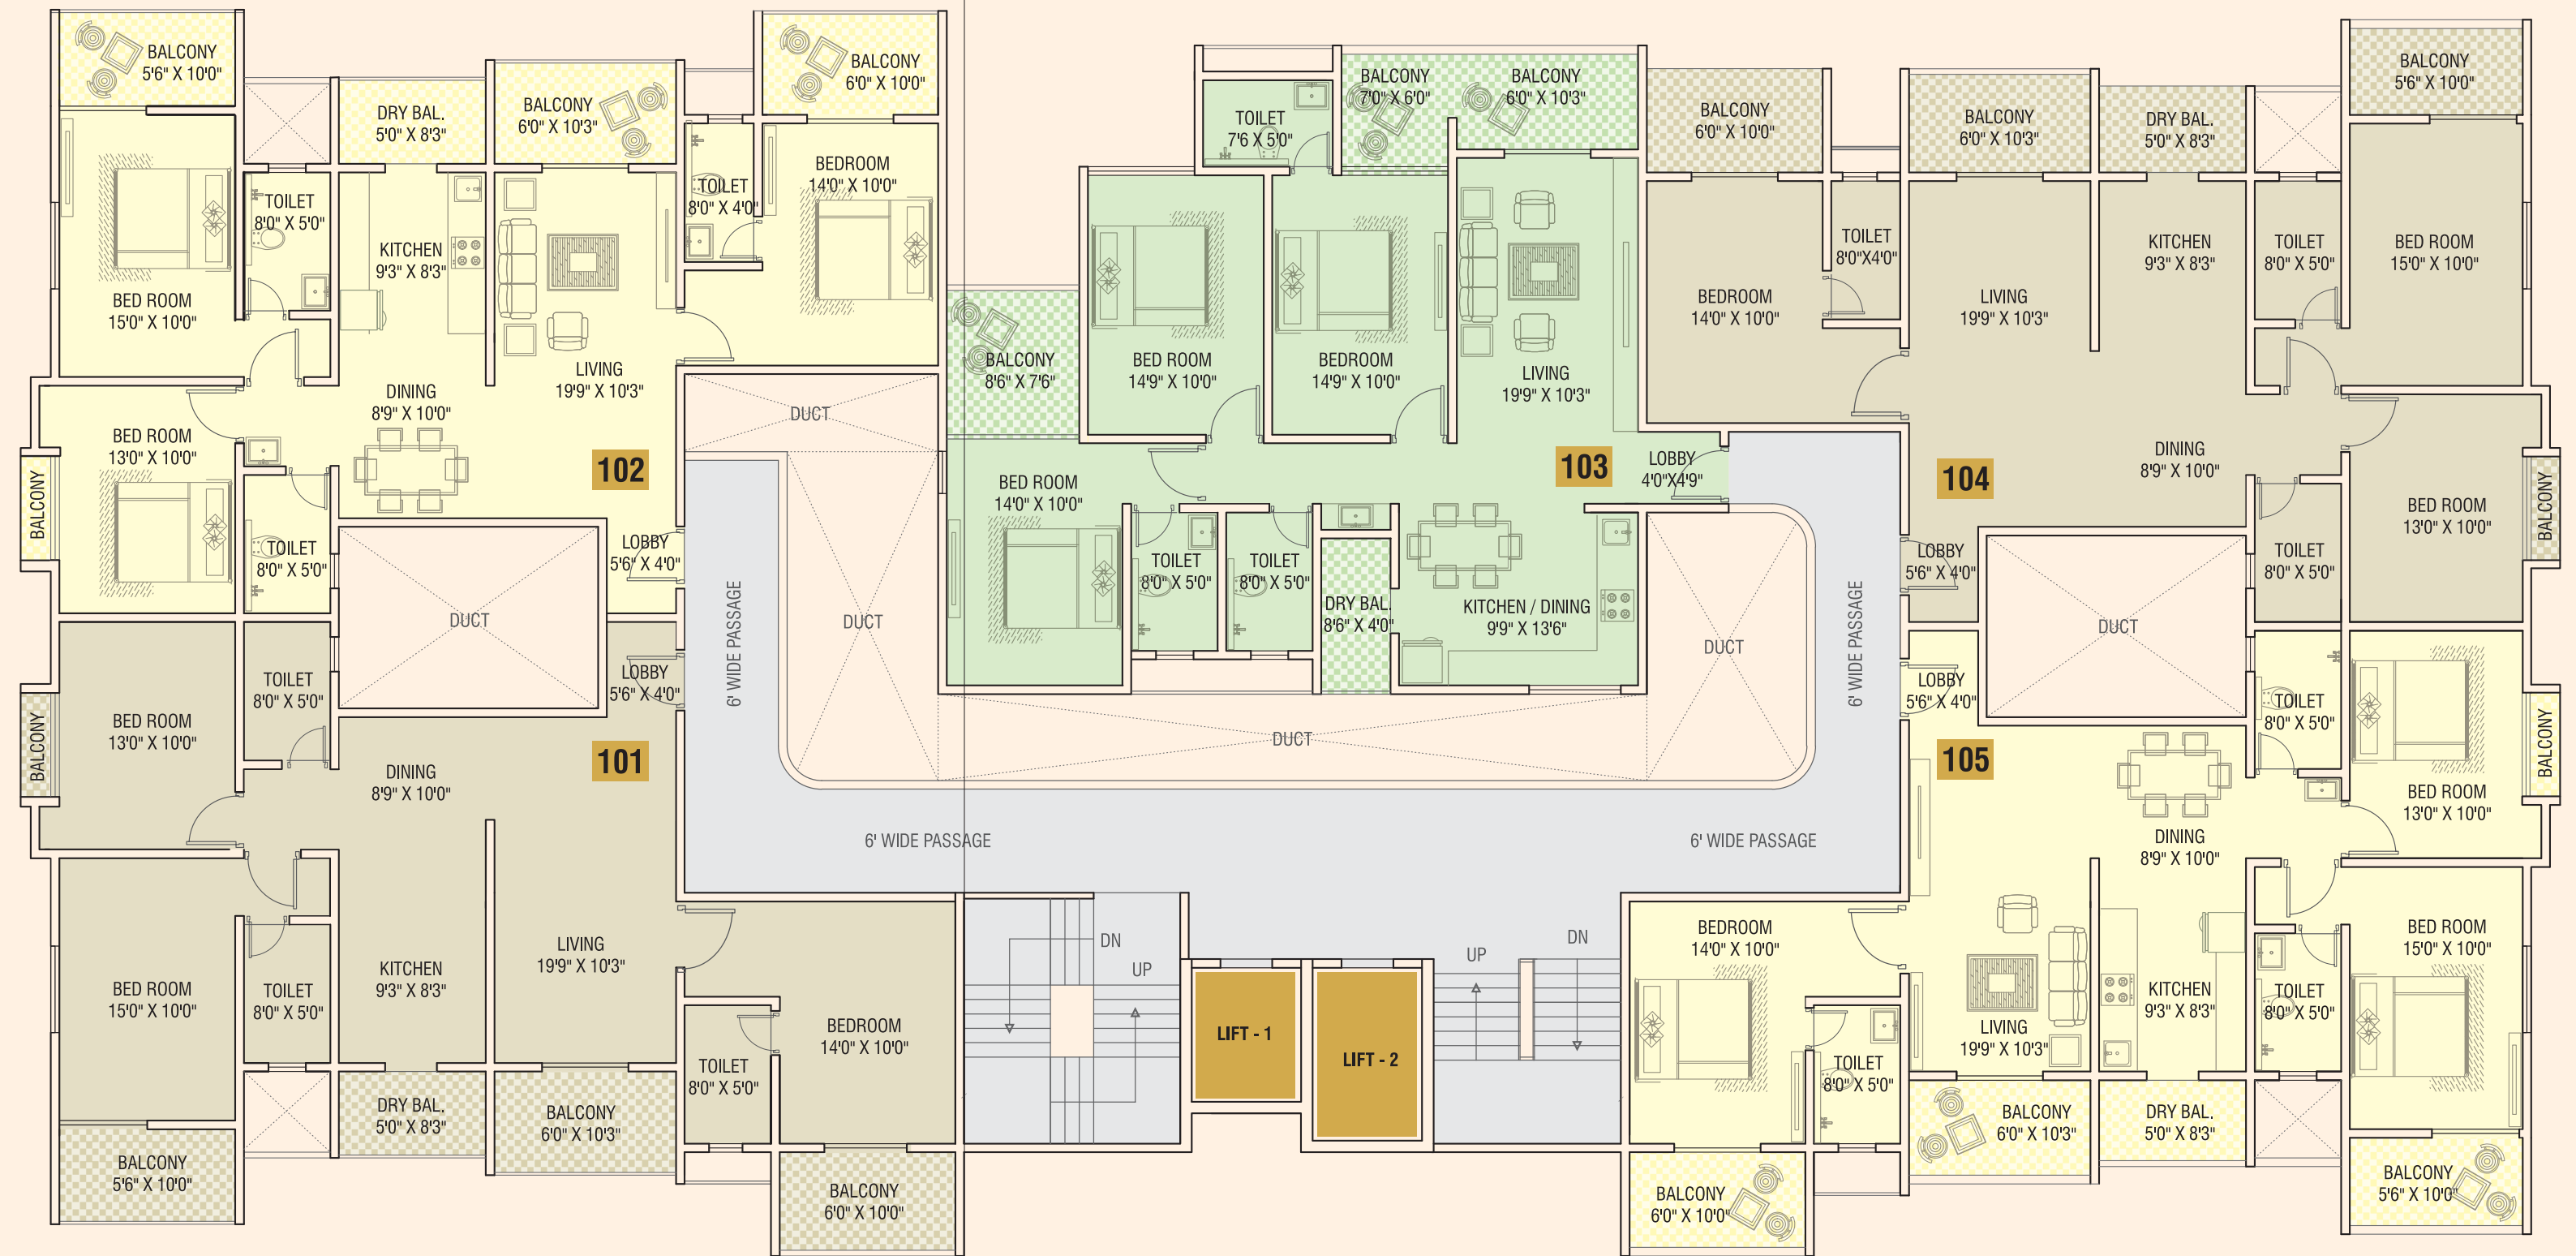 BALCONY
5'6" X 10'0"
DRY BAL.
5'0" X 8'3"
BALCONY
6'0" X 10'3"
BALCONY
6'0" X 10'0"
BED ROOM
15'0" X 10'0"
TOILET
8'0" X 5'0"
KITCHEN
9'3" X 8'3"
LIVING
19'9" X 10'3"
TOILET
8'0" X 4'0"
BEDROOM
14'0" X 10'0"
DINING
8'9" X 10'0"
BED ROOM
13'0" X 10'0"
BALCONY
TOILET
8'0" X 5'0"
102
LOBBY
5'6" X 4'0"
DUCT
DUCT
DUCT
6' WIDE PASSAGE
BALCONY
BED ROOM
13'0" X 10'0"
TOILET
8'0" X 5'0"
LOBBY
5'6" X 4'0"
101
DINING
8'9" X 10'0"
BED ROOM
15'0" X 10'0"
TOILET
8'0" X 5'0"
KITCHEN
9'3" X 8'3"
LIVING
19'9" X 10'3"
BEDROOM
14'0" X 10'0"
TOILET
8'0" X 5'0"
DRY BAL.
5'0" X 8'3"
BALCONY
6'0" X 10'3"
BALCONY
5'6" X 10'0"
BALCONY
6'0" X 10'0"
TOILET
7'6 X 5'0"
BALCONY
7'0" X 6'0"
BALCONY
6'0" X 10'3"
BALCONY
8'6" X 7'6"
BED ROOM
14'9" X 10'0"
BEDROOM
14'9" X 10'0"
LIVING
19'9" X 10'3"
103
LOBBY
4'0"X4'9"
BED ROOM
14'0" X 10'0"
TOILET
8'0" X 5'0"
TOILET
8'0" X 5'0"
DRY BAL.
8'6" X 4'0"
KITCHEN / DINING
9'9" X 13'6"
DUCT
DUCT
6' WIDE PASSAGE
6' WIDE PASSAGE
6' WIDE PASSAGE
DN
UP
LIFT - 1
LIFT - 2
UP
DN
BALCONY
6'0" X 10'0"
BALCONY
6'0" X 10'3"
DRY BAL.
5'0" X 8'3"
BALCONY
5'6" X 10'0"
BEDROOM
14'0" X 10'0"
TOILET
8'0"X4'0"
LIVING
19'9" X 10'3"
KITCHEN
9'3" X 8'3"
TOILET
8'0" X 5'0"
BED ROOM
15'0" X 10'0"
104
DINING
8'9" X 10'0"
BED ROOM
13'0" X 10'0"
BALCONY
LOBBY
5'6" X 4'0"
TOILET
8'0" X 5'0"
DUCT
LOBBY
5'6" X 4'0"
TOILET
8'0" X 5'0"
105
BED ROOM
13'0" X 10'0"
BALCONY
DINING
8'9" X 10'0"
BEDROOM
14'0" X 10'0"
TOILET
8'0" X 5'0"
LIVING
19'9" X 10'3"
KITCHEN
9'3" X 8'3"
TOILET
8'0" X 5'0"
BED ROOM
15'0" X 10'0"
BALCONY
6'0" X 10'0"
BALCONY
6'0" X 10'3"
DRY BAL.
5'0" X 8'3"
BALCONY
5'6" X 10'0"